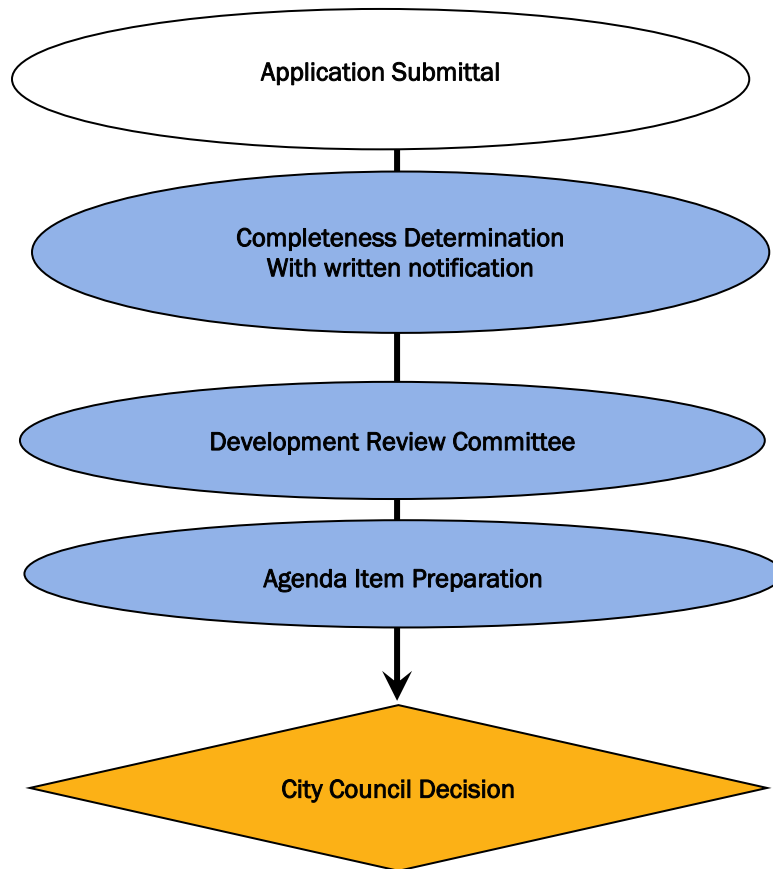 Application Submittal
Completeness Determination
With written notification
Development Review Committee
Agenda Item Preparation
City Council Decision